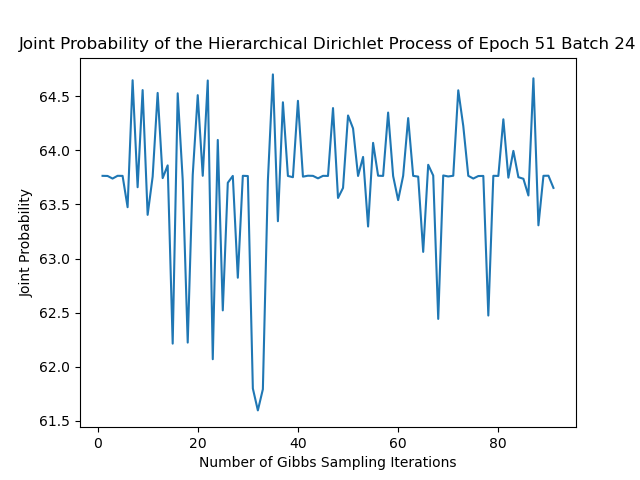 Joint Probability of the Hierarchical Dirichlet Process of Epoch 51 Batch 24
64.5
64.0
63.5
63.0
62.5
62.0
61.5
Joint Probability
0 20 40 60 80
Number of Gibbs Sampling Iterations